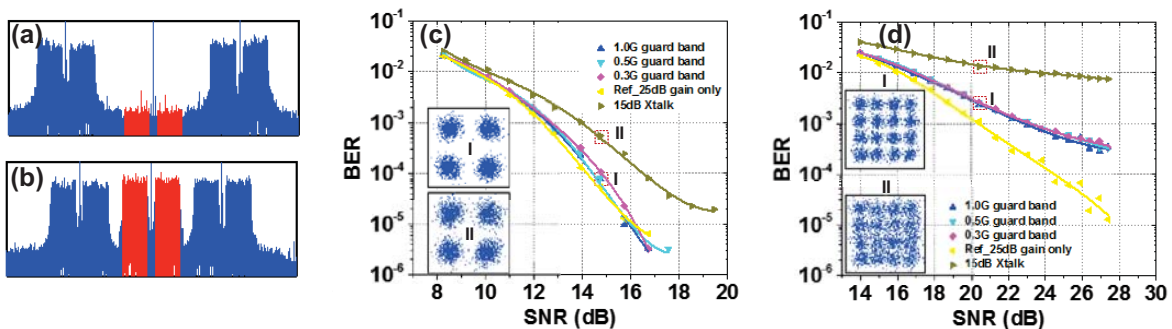 (a)
(b)
(c)
BER
10^-1
10^-2
10^-3
10^-4
10^-5
10^-6
1.0G guard band
0.5G guard band
0.3G guard band
Ref_25dB gain only
15dB Xtalk
II
I
I
II
8 10 12 14 16 18 20
SNR (dB)
(d)
BER
10^-1
10^-2
10^-3
10^-4
10^-5
10^-6
II
I
I
II
1.0G guard band
0.5G guard band
0.3G guard band
Ref_25dB gain only
15dB Xtalk
14 16 18 20 22 24 26 28 30
SNR (dB)